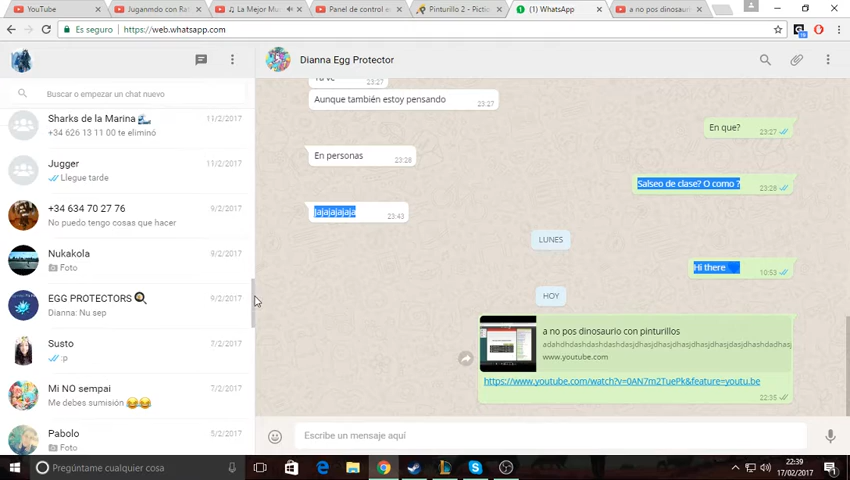 YouTube
Juganmdo con Ra
La Mejor Mu
Panel de control es
Pinturillo 2 - Pictio
(1) WhatsApp
a no pos dinosauri
Es seguro
https://web.whatsapp.com
Dianna Egg Protector
Buscar o empezar un chat nuevo
Sharks de la Marina
11/2/2017
+34 626 13 11 00 te eliminó
Jugger
11/2/2017
Llegue tarde
+34 634 70 27 76
9/2/2017
No puedo tengo cosas que hacer
Nukakola
9/2/2017
Foto
EGG PROTECTORS
9/2/2017
Dianna: Nu sep
Susto
7/2/2017
:p
Mi NO sempai
7/2/2017
Me debes sumisión
Pabolo
5/2/2017
Foto
23:27
Aunque también estoy pensando
23:27
En que?
23:27
En personas
23:28
Salseo de clase? O como ?
23:28
jajajajajaja
23:43
LUNES
Hi there
10:53
HOY
a no pos dinosaurio con pinturillos
www.youtube.com
https://www.youtube.com/watch?v=0AN7m2TuePk&feature=youtu.be
22:35
Escribe un mensaje aquí
Pregúntame cualquier cosa
22:39
17/02/2017